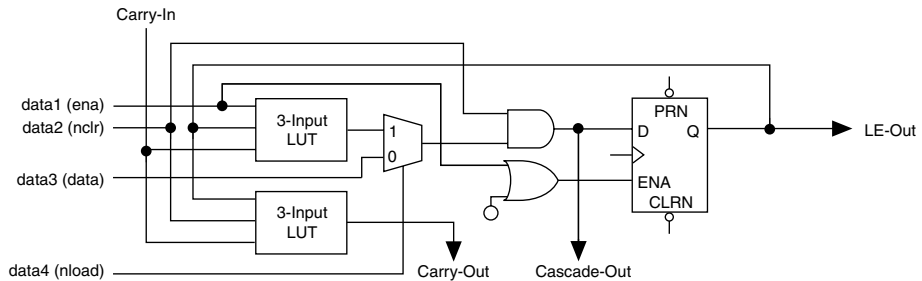 Carry-In
data1 (ena)
data2 (nclr)
3-Input
LUT
1
0
PRN
D
Q
LE-Out
data3 (data)
ENA
CLRN
3-Input
LUT
data4 (nload)
Carry-Out
Cascade-Out